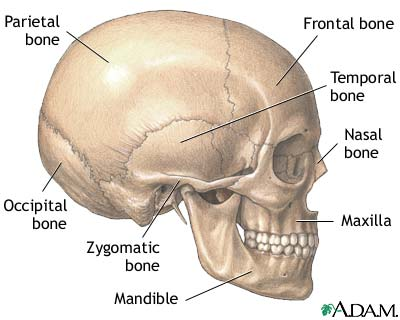 Parietal
bone
Frontal bone
Temporal
bone
Nasal
bone
Occipital
bone
Maxilla
Zygomatic
bone
Mandible
A.D.A.M.